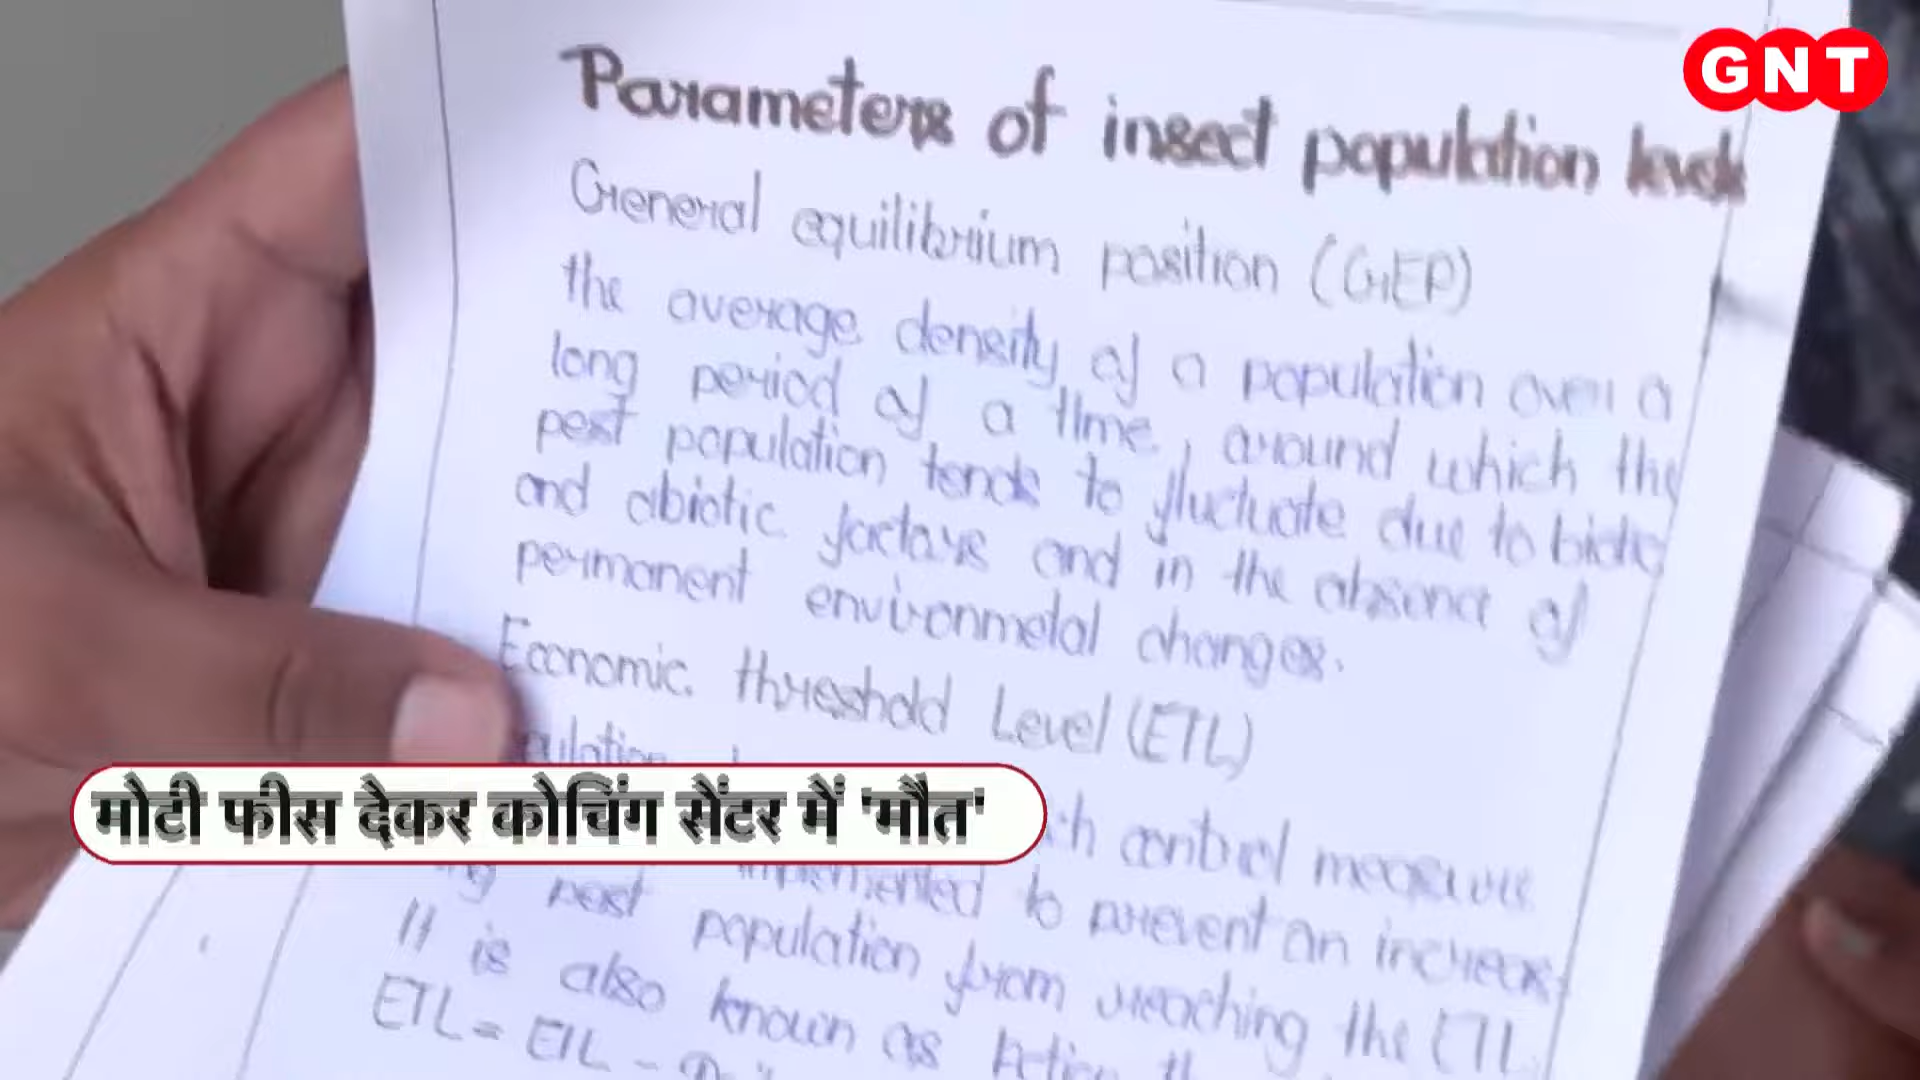 GNT
Parameters of insect population levels
General equilibrium position (GEP)
the average density of a population over a
long period of a time, around which the
pest population tends to fluctuate due to biotic
and abiotic factors and in the absence of
permanent environmetal changes.
Economic threshold Level (ETL)
मोटी फीस देकर कोचिंग सेंटर में 'मौत'
control measure
implemented to prevent an increas-
pest population from reaching the ETL
It is also known as Action
ETL = EIL -